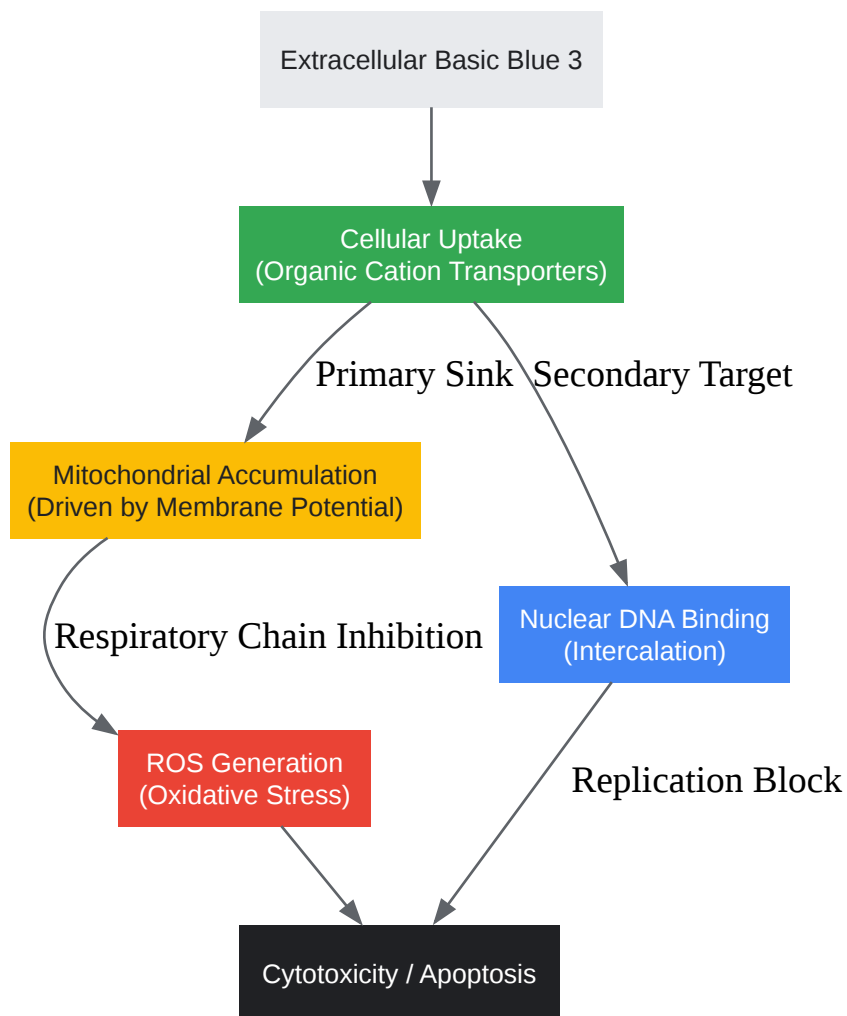 Extracellular Basic Blue 3
Cellular Uptake
(Organic Cation Transporters)
Primary Sink
Secondary Target
Mitochondrial Accumulation
(Driven by Membrane Potential)
Nuclear DNA Binding
(Intercalation)
Respiratory Chain Inhibition
ROS Generation
(Oxidative Stress)
Replication Block
Cytotoxicity / Apoptosis